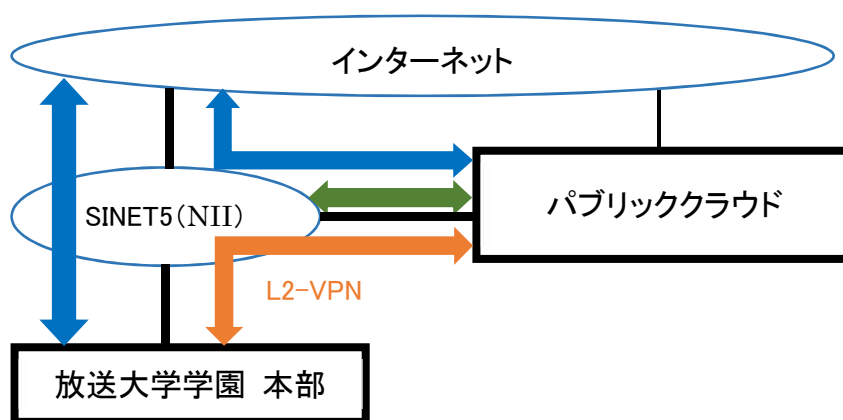 インターネット
パブリッククラウド
SINET5(NII)
L2-VPN
放送大学学園 本部